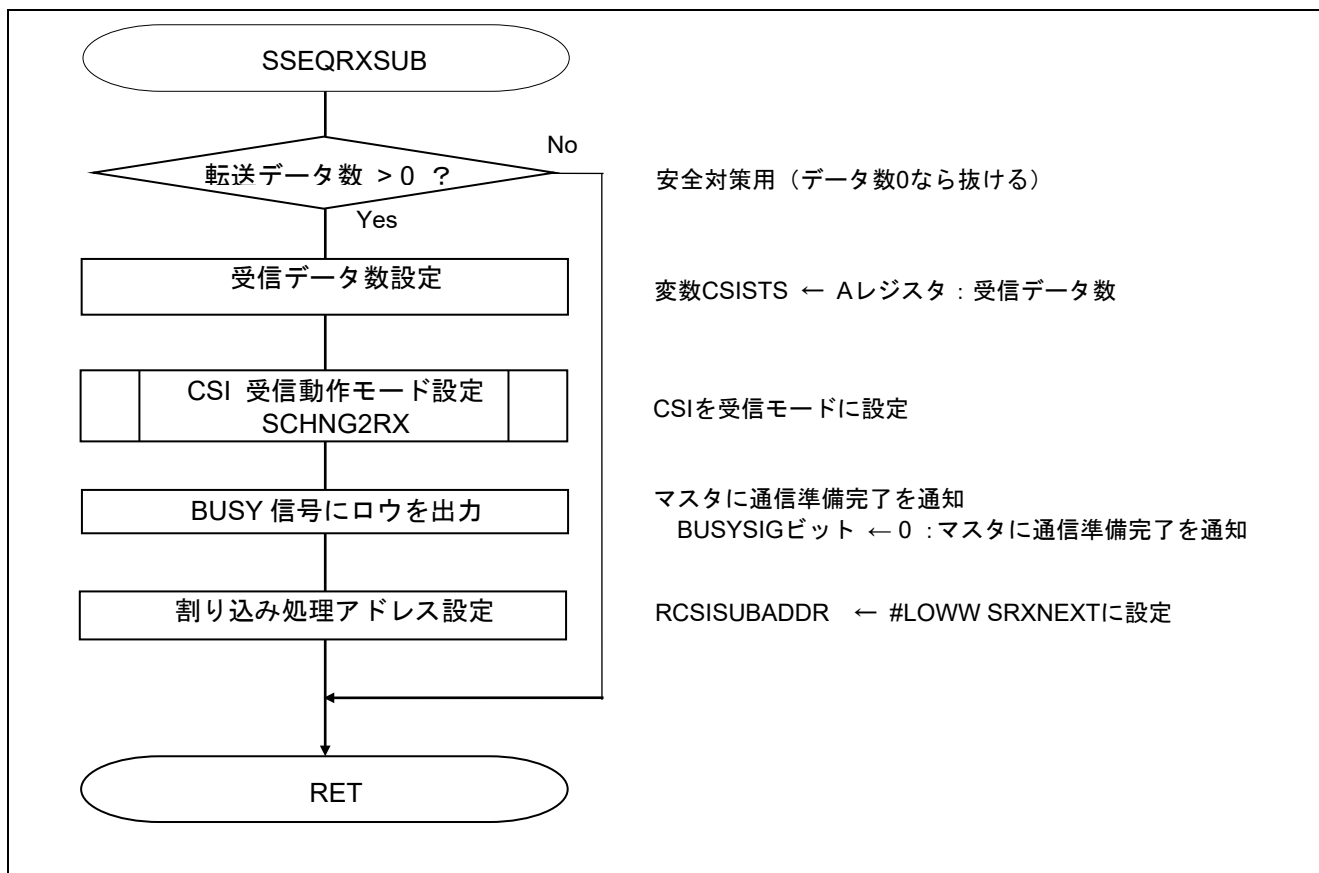 SSEQRXSUB
No
転送データ数 > 0 ?
安全対策用（データ数0なら抜ける）
Yes
受信データ数設定
変数CSISTS ← Aレジスタ：受信データ数
CSI 受信動作モード設定
SCHNG2RX
CSIを受信モードに設定
BUSY 信号にロウを出力
マスタに通信準備完了を通知
BUSYSIGビット ← 0 : マスタに通信準備完了を通知
割り込み処理アドレス設定
RCSISUBADDR ← #LOWW SRXNEXTに設定
RET